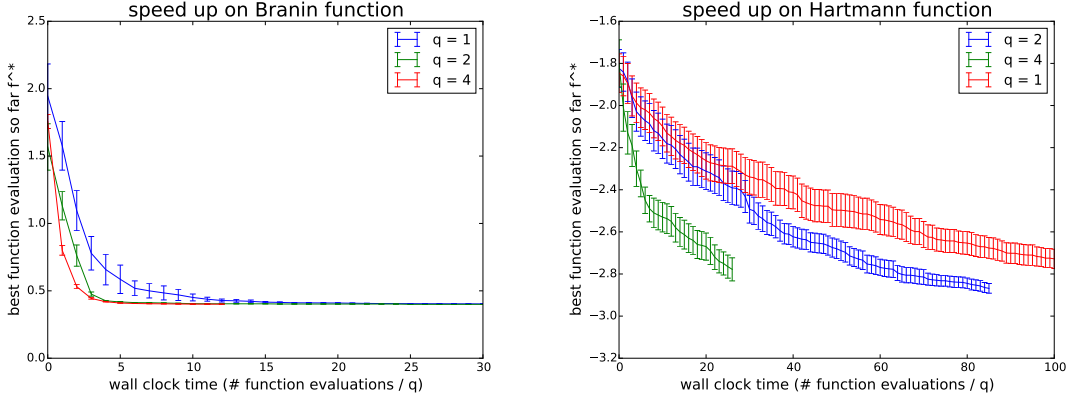 speed up on Branin function
best function evaluation so far f^*
2.5
2.0
1.5
1.0
0.5
0.0
0
5
10
15
20
25
30
wall clock time (# function evaluations / q)
q = 1
q = 2
q = 4
speed up on Hartmann function
best function evaluation so far f^*
−1.6
−1.8
−2.0
−2.2
−2.4
−2.6
−2.8
−3.0
−3.2
0
20
40
60
80
100
wall clock time (# function evaluations / q)
q = 2
q = 4
q = 1